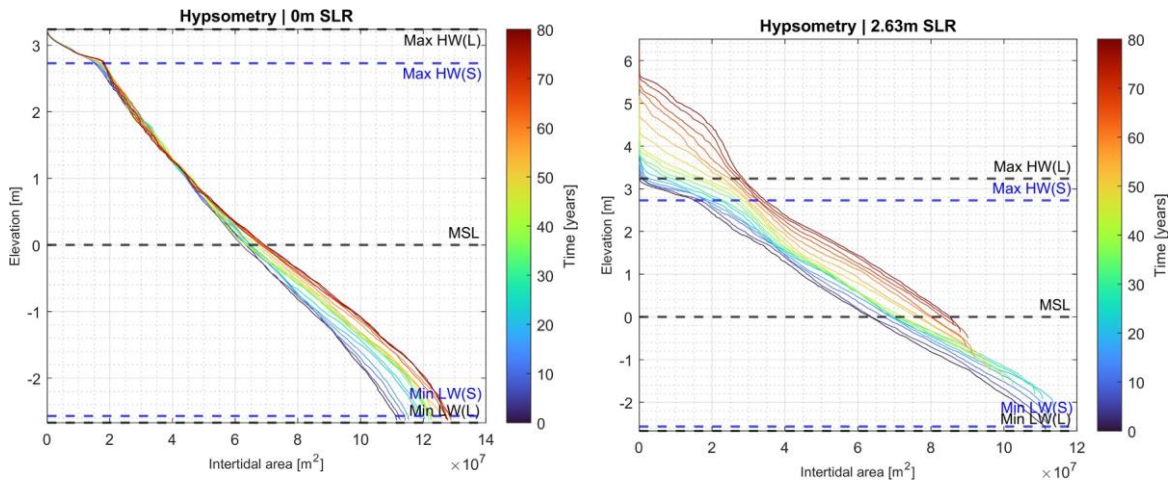 Hypsometry | 0m SLR
Max HW(L)
Max HW(S)
MSL
Min LW(S)
Min LW(L)
3
2
1
0
-1
-2
Elevation [m]
0 2 4 6 8 10 12 14
Intertidal area [m²]
×10⁷
80
70
60
50
40
30
20
10
0
Time [years]
Hypsometry | 2.63m SLR
Max HW(L)
Max HW(S)
MSL
Min LW(S)
Min LW(L)
6
5
4
3
2
1
0
-1
-2
Elevation [m]
0 2 4 6 8 10 12
Intertidal area [m²]
×10⁷
80
70
60
50
40
30
20
10
0
Time [years]